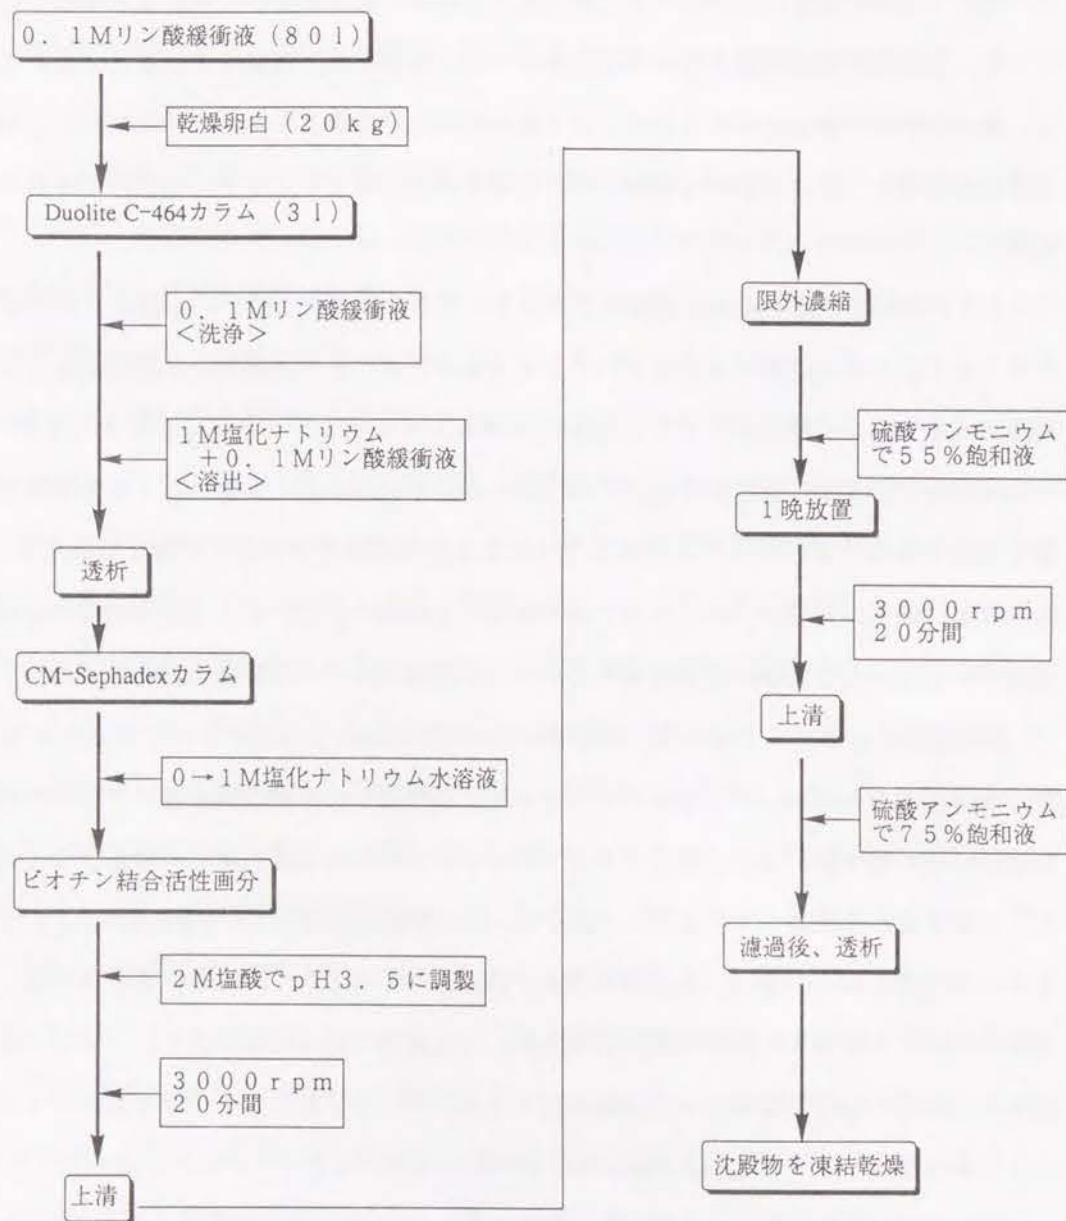 ０．１Ｍリン酸緩衝液（８０ｌ）
乾燥卵白（２０ｋｇ）
Duolite C-464カラム（３ｌ）
０．１Ｍリン酸緩衝液
＜洗浄＞
１Ｍ塩化ナトリウム
＋０．１Ｍリン酸緩衝液
＜溶出＞
透析
CM-Sephadexカラム
０→１Ｍ塩化ナトリウム水溶液
ビオチン結合活性画分
２Ｍ塩酸でｐＨ３．５に調製
３０００ｒｐｍ
２０分間
上清
限外濃縮
硫酸アンモニウム
で５５％飽和液
１晩放置
３０００ｒｐｍ
２０分間
上清
硫酸アンモニウム
で７５％飽和液
濾過後、透析
沈殿物を凍結乾燥